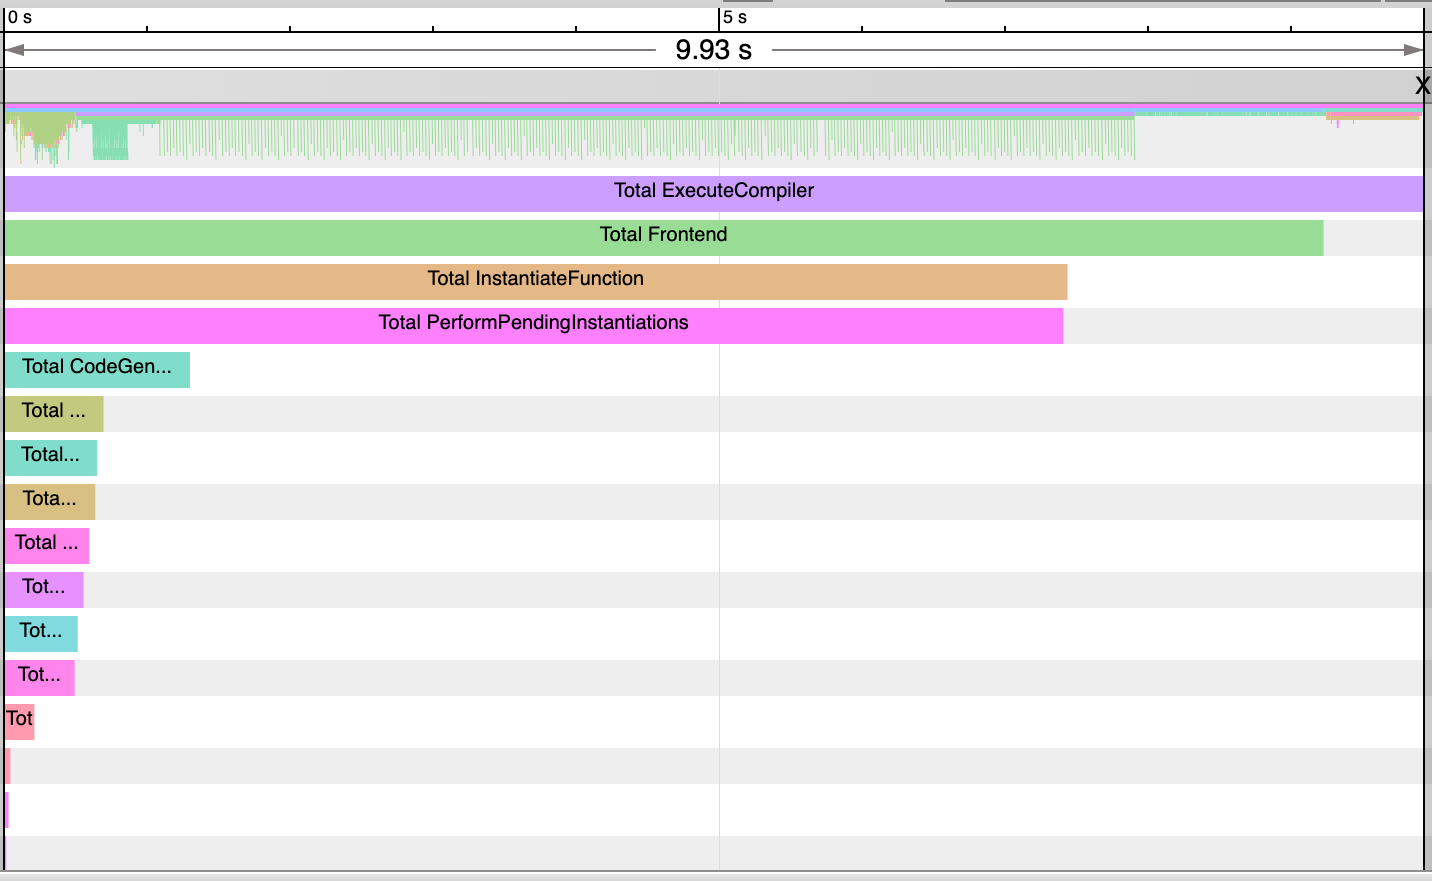 0 s
5 s
9.93 s
X
Total ExecuteCompiler
Total Frontend
Total InstantiateFunction
Total PerformPendingInstantiations
Total CodeGen...
Total ...
Total...
Tota...
Total ...
Tot...
Tot...
Tot...
Tot